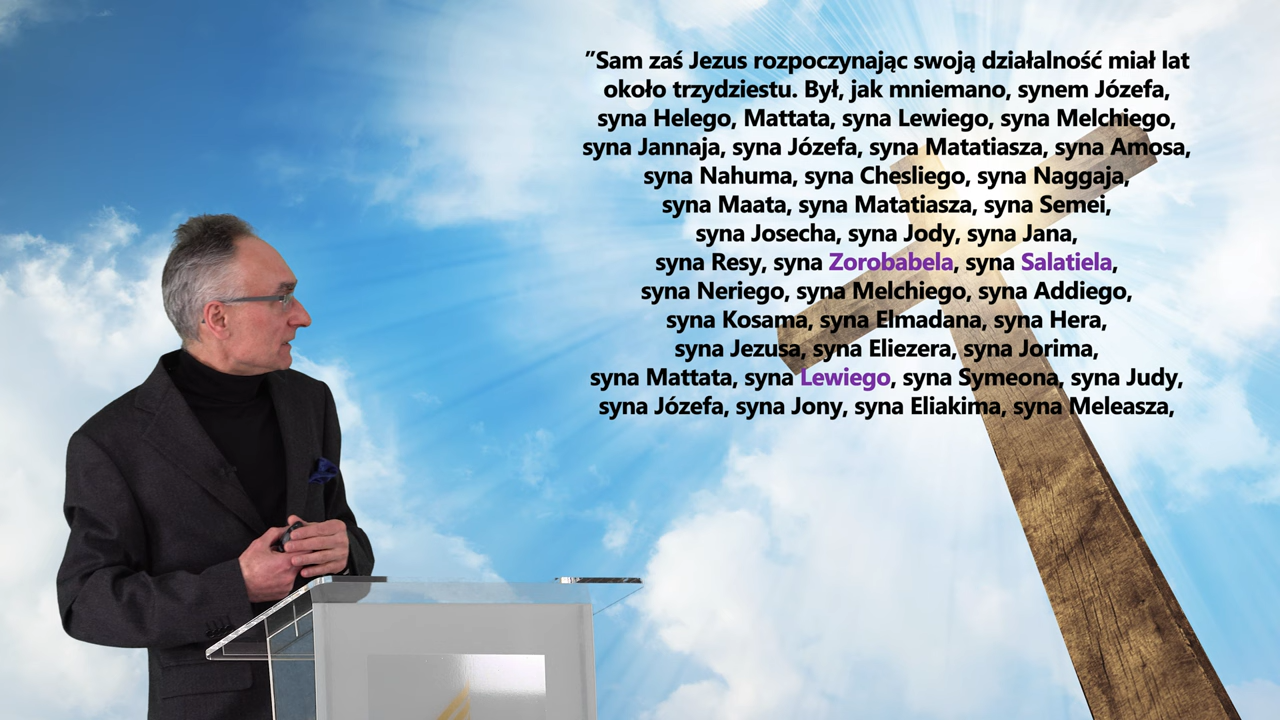 ”Sam zaś Jezus rozpoczynając swoją działalność miał lat
około trzydziestu. Był, jak mniemano, synem Józefa,
syna Helego, Mattata, syna Lewiego, syna Melchiego,
syna Jannaja, syna Józefa, syna Matatiasza, syna Amosa,
syna Nahuma, syna Chesliego, syna Naggaja,
syna Maata, syna Matatiasza, syna Semei,
syna Josecha, syna Jody, syna Jana,
syna Resy, syna Zorobabela, syna Salatiela,
syna Neriego, syna Melchiego, syna Addiego,
syna Kosama, syna Elmadana, syna Hera,
syna Jezusa, syna Eliezera, syna Jorima,
syna Mattata, syna Lewiego, syna Symeona, syna Judy,
syna Józefa, syna Jony, syna Eliakima, syna Meleasza,